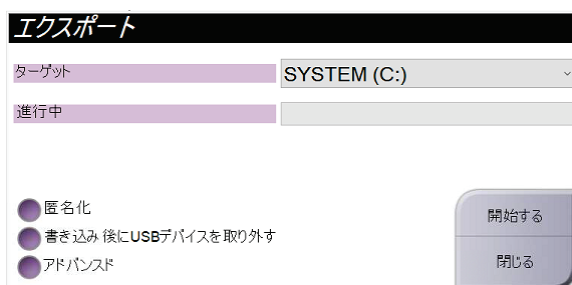 エクスポート
ターゲット
SYSTEM (C:)
進行中
匿名化
書き込み後にUSBデバイスを取り外す
アドバンスド
開始する
閉じる